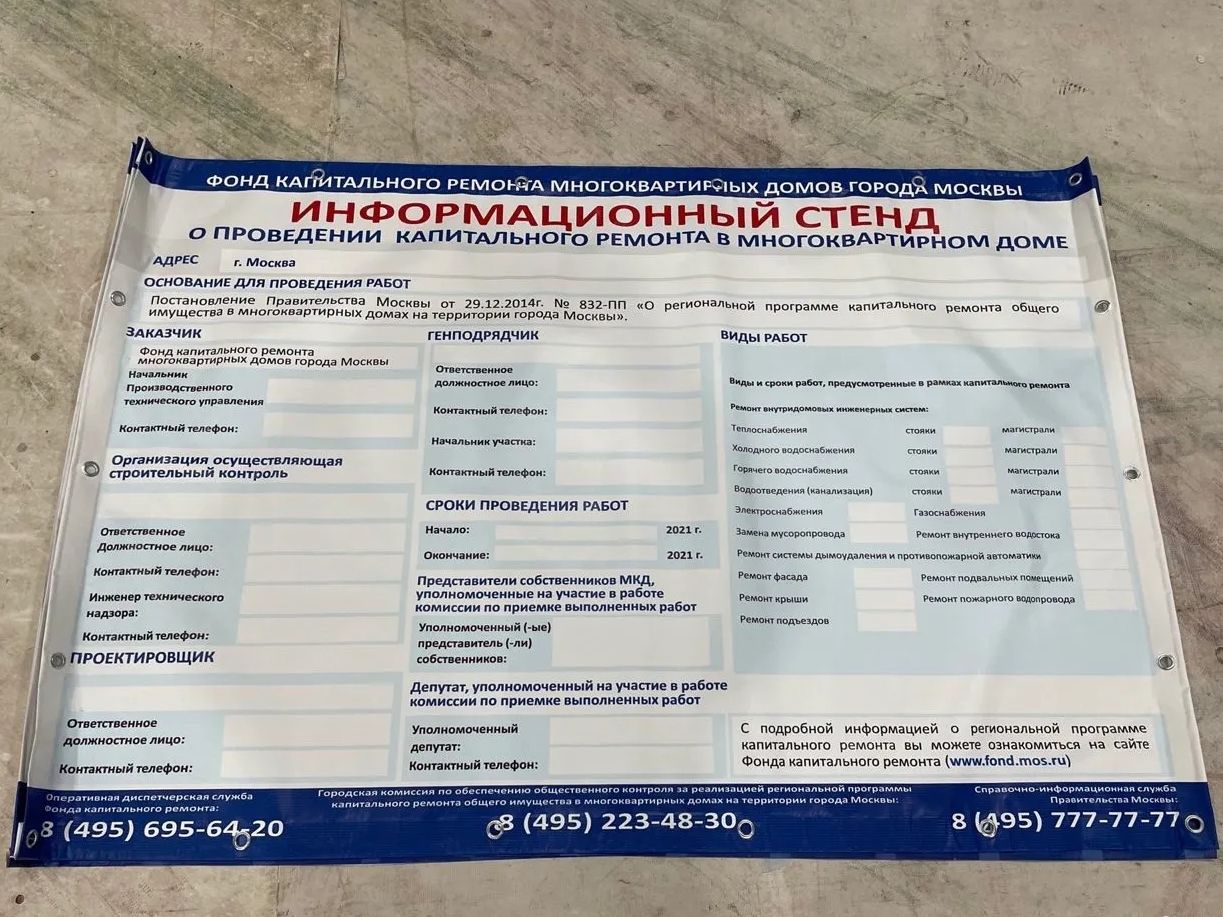 ФОНД КАПИТАЛЬНОГО РЕМОНТА МНОГОКВАРТИРНЫХ ДОМОВ ГОРОДА МОСКВЫ
ИНФОРМАЦИОННЫЙ СТЕНД
О ПРОВЕДЕНИИ КАПИТАЛЬНОГО РЕМОНТА В МНОГОКВАРТИРНОМ ДОМЕ
АДРЕС г. Москва
ОСНОВАНИЕ ДЛЯ ПРОВЕДЕНИЯ РАБОТ
Постановление Правительства Москвы от 29.12.2014г. № 832-ПП «О региональной программе капитального ремонта общего
имущества в многоквартирных домах на территории города Москвы».
ЗАКАЗЧИК
Фонд капитального ремонта
многоквартирных домов города Москвы
Начальник
Производственного
технического управления
Контактный телефон:
Организация осуществляющая
строительный контроль
Ответственное
Должностное лицо:
Контактный телефон:
Инженер технического
надзора:
Контактный телефон:
ПРОЕКТИРОВЩИК
Ответственное
должностное лицо:
Контактный телефон:
ГЕНПОДРЯДЧИК
Ответственное
должностное лицо:
Контактный телефон:
Начальник участка:
Контактный телефон:
СРОКИ ПРОВЕДЕНИЯ РАБОТ
Начало: 2021 г.
Окончание: 2021 г.
Представители собственников МКД,
уполномоченные на участие в работе
комиссии по приемке выполненных работ
Уполномоченный (-ые)
представитель (-ли)
собственников:
Депутат, уполномоченный на участие в работе
комиссии по приемке выполненных работ
Уполномоченный
депутат:
Контактный телефон:
ВИДЫ РАБОТ
Виды и сроки работ, предусмотренные в рамках капитального ремонта
Ремонт внутридомовых инженерных систем:
Теплоснабжения стояки магистрали
Холодного водоснабжения стояки магистрали
Горячего водоснабжения стояки магистрали
Водоотведения (канализация) стояки магистрали
Электроснабжения Газоснабжения
Замена мусоропровода Ремонт внутреннего водостока
Ремонт системы дымоудаления и противопожарной автоматики
Ремонт фасада Ремонт подвальных помещений
Ремонт крыши Ремонт пожарного водопровода
Ремонт подъездов
С подробной информацией о региональной программе
капитального ремонта вы можете ознакомиться на сайте
Фонда капитального ремонта (www.fond.mos.ru)
Оперативная диспетчерская служба
Фонда капитального ремонта:
8 (495) 695-64-20
Городская комиссия по обеспечению общественного контроля за реализацией региональной программы
капитального ремонта общего имущества в многоквартирных домах на территории города Москвы:
8 (495) 223-48-30
Справочно-информационная служба
Правительства Москвы:
8 (495) 777-77-77